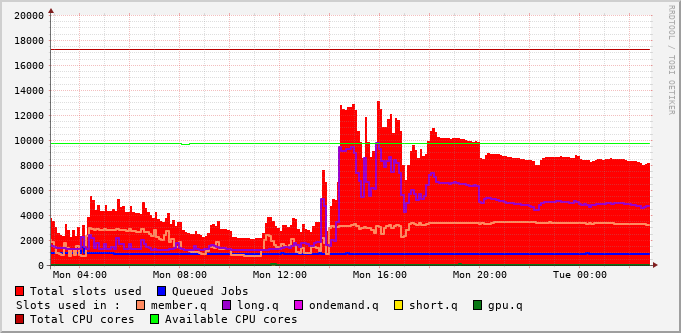 RRDTOOL / TOBI OETIKER
20000
18000
16000
14000
12000
10000
8000
6000
4000
2000
0
Mon 04:00 Mon 08:00 Mon 12:00 Mon 16:00 Mon 20:00 Tue 00:00
Total slots used Queued Jobs
Slots used in : member.q long.q ondemand.q short.q gpu.q
Total CPU cores Available CPU cores